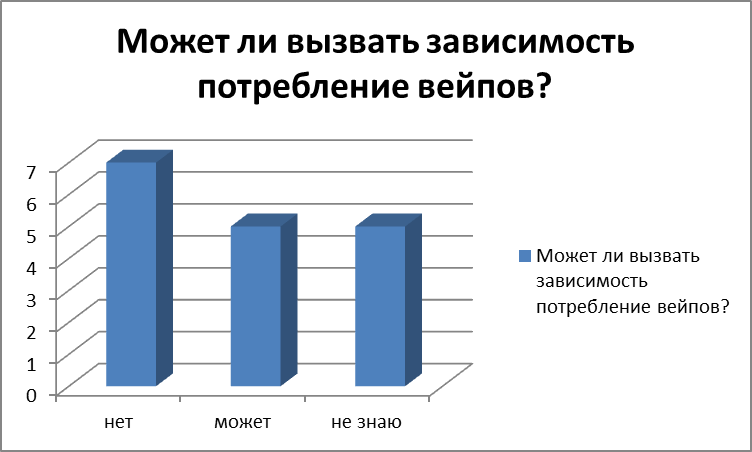 Может ли вызвать зависимость
потребление вейпов?
7
6
5
4
3
2
1
0
нет
может
не знаю
Может ли вызвать
зависимость
потребление вейпов?